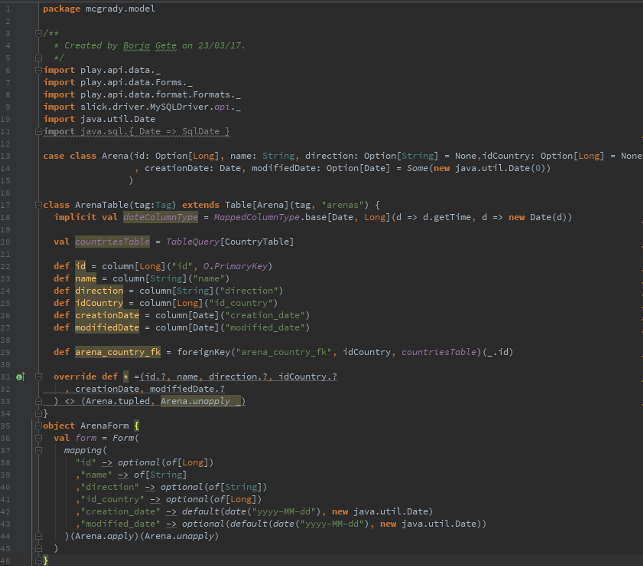 1 package mcgrady.model
2
3 /**
4 * Created by Borja Gete on 23/03/17.
5 */
6 import play.api.data._
7 import play.api.data.Forms._
8 import play.api.data.format.Formats._
9 import slick.driver.MySQLDriver.api._
10 import java.util.Date
11 import java.sql.{ Date => SqlDate }
12
13 case class Arena(id: Option[Long], name: String, direction: Option[String] = None,idCountry: Option[Long] = None
14 , creationDate: Date, modifiedDate: Option[Date] = Some(new java.util.Date(0))
15 )
16
17 class ArenaTable(tag:Tag) extends Table[Arena](tag, "arenas") {
18 implicit val dateColumnType = MappedColumnType.base[Date, Long](d => d.getTime, d => new Date(d))
19
20 val countriesTable = TableQuery[CountryTable]
21
22 def id = column[Long]("id", O.PrimaryKey)
23 def name = column[String]("name")
24 def direction = column[String]("direction")
25 def idCountry = column[Long]("id_country")
26 def creationDate = column[Date]("creation_date")
27 def modifiedDate = column[Date]("modified_date")
28
29 def arena_country_fk = foreignKey("arena_country_fk", idCountry, countriesTable)(_.id)
30
31 override def * =(id.?, name, direction.?, idCountry.?
32 , creationDate, modifiedDate.?
33 ) <> (Arena.tupled, Arena.unapply _)
34 }
35 object ArenaForm {
36 val form = Form(
37 mapping(
38 "id" -> optional(of[Long])
39 ,"name" -> of[String]
40 ,"direction" -> optional(of[String])
41 ,"id_country" -> optional(of[Long])
42 ,"creation_date" -> default(date("yyyy-MM-dd"), new java.util.Date)
43 ,"modified_date" -> optional(default(date("yyyy-MM-dd"), new java.util.Date))
44 )(Arena.apply)(Arena.unapply)
45 )
46 }